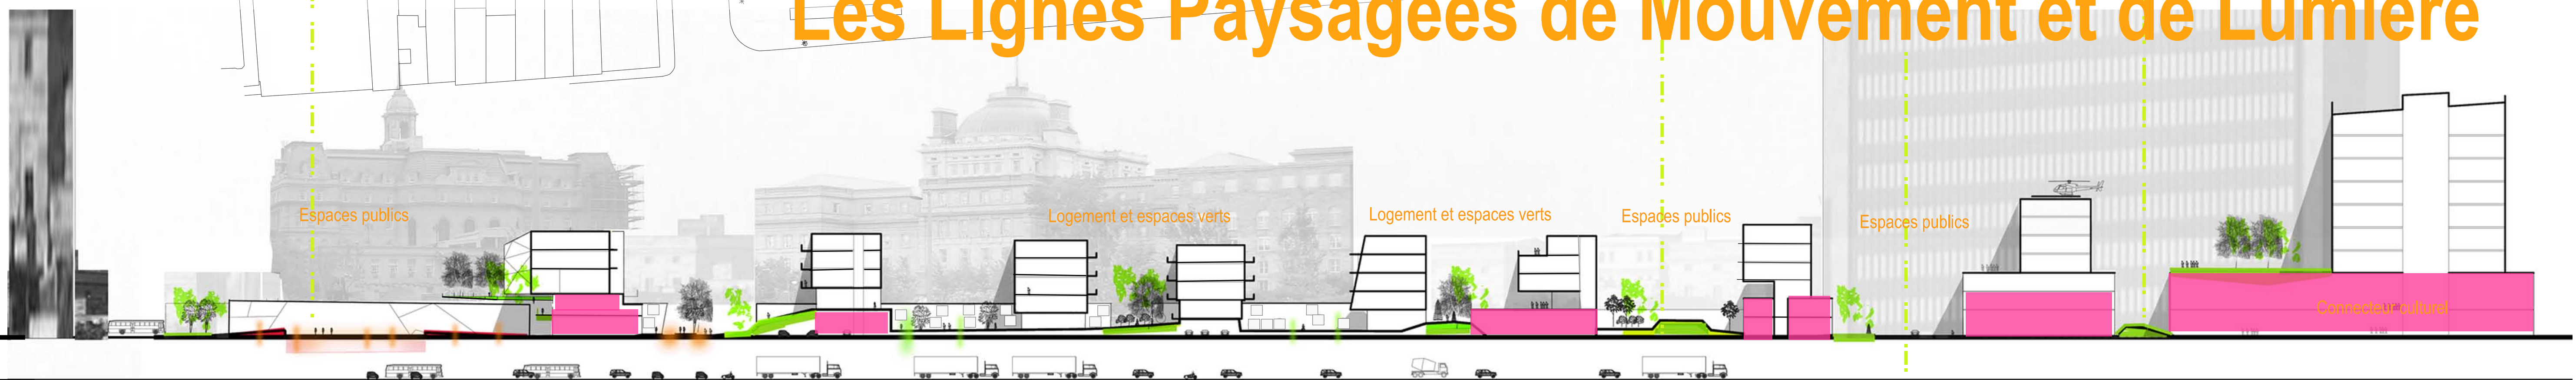 Les Lignes Paysagées de Mouvement et de Lumière
Espaces publics
Logement et espaces verts
Logement et espaces verts
Espaces publics
Espaces publics
Connecteur culturel